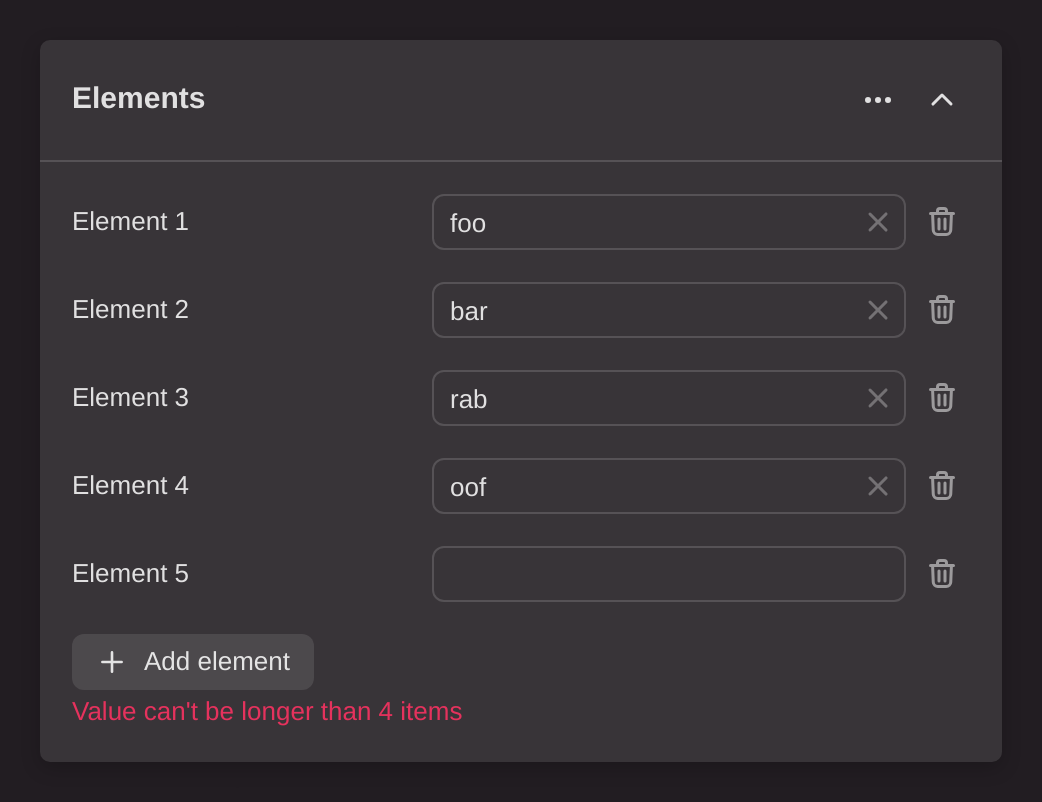 Elements
Element 1
foo
Element 2
bar
Element 3
rab
Element 4
oof
Element 5
Add element
Value can't be longer than 4 items